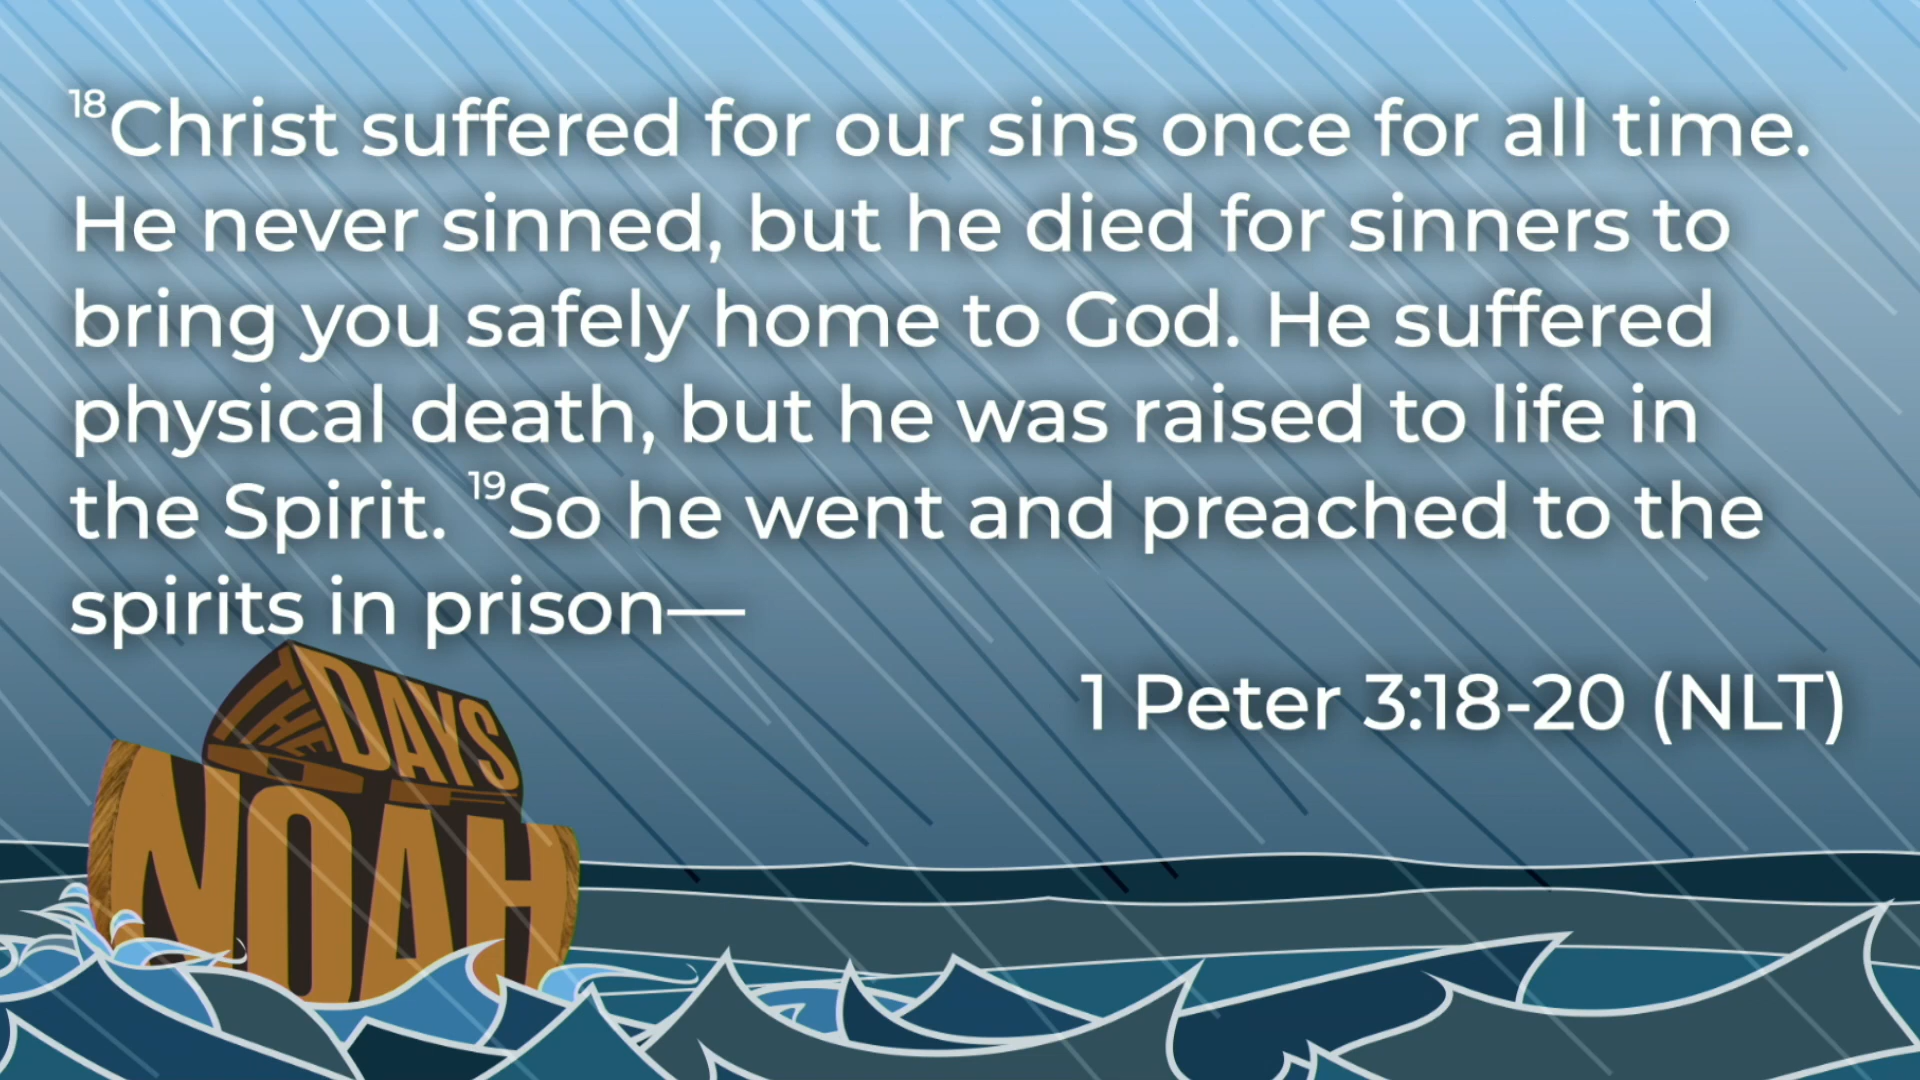 ¹⁸Christ suffered for our sins once for all time.
He never sinned, but he died for sinners to
bring you safely home to God. He suffered
physical death, but he was raised to life in
the Spirit. ¹⁹So he went and preached to the
spirits in prison—
1 Peter 3:18-20 (NLT)
THE DAYS
NOAH